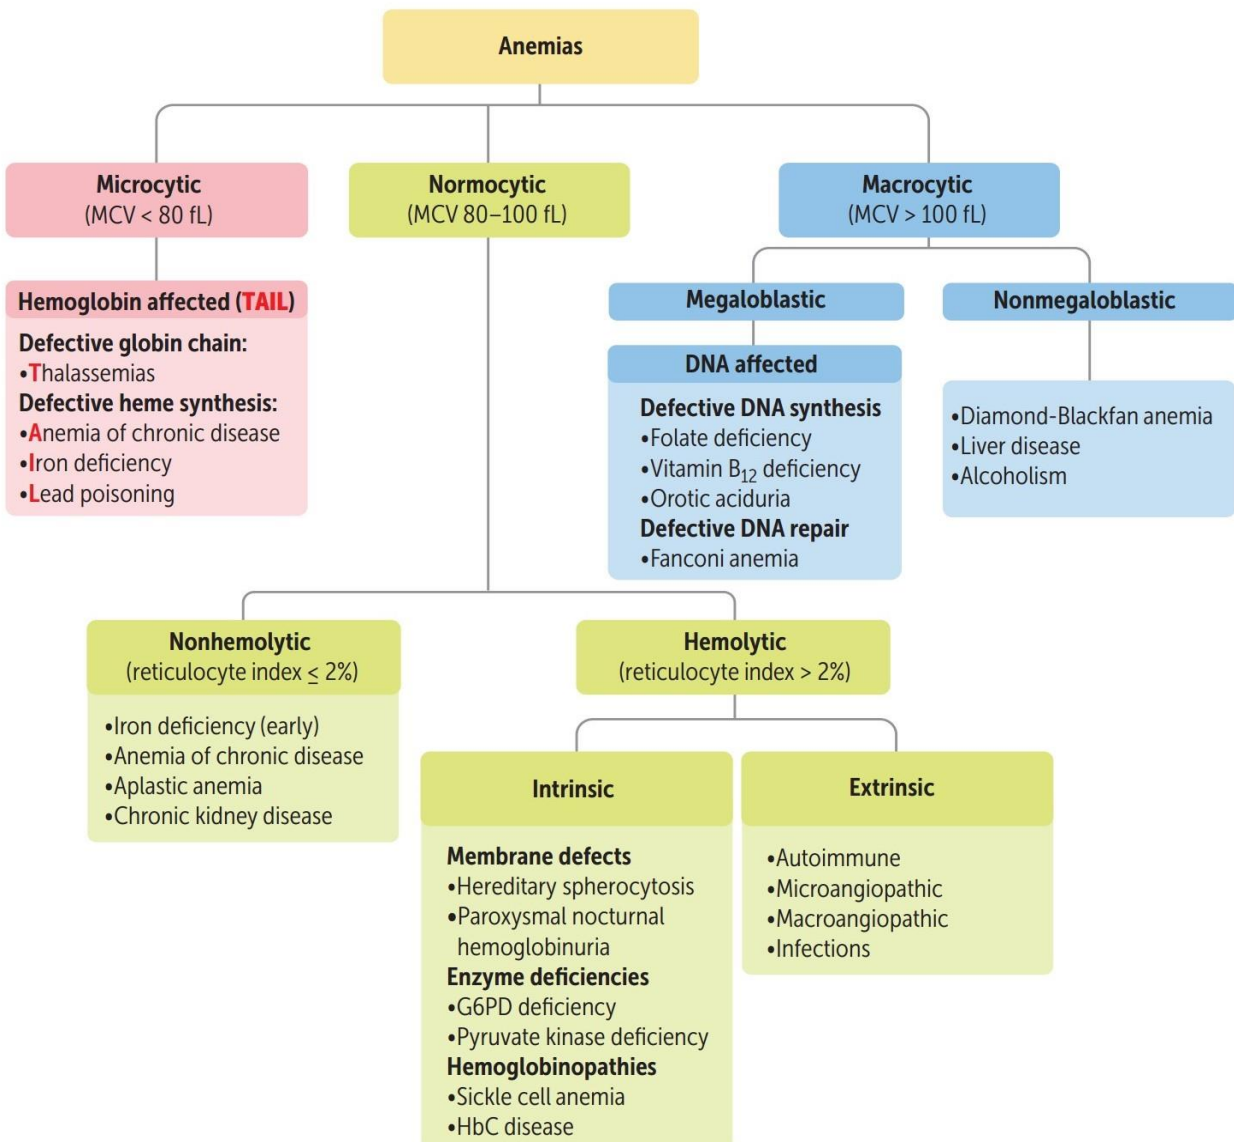 Anemias
Microcytic
(MCV < 80 fL)
Normocytic
(MCV 80–100 fL)
Macrocytic
(MCV > 100 fL)
Hemoglobin affected (TAIL)
Defective globin chain:
•Thalassemias
Defective heme synthesis:
•Anemia of chronic disease
•Iron deficiency
•Lead poisoning
Megaloblastic
DNA affected
Defective DNA synthesis
•Folate deficiency
•Vitamin B₁₂ deficiency
•Orotic aciduria
Defective DNA repair
•Fanconi anemia
Nonmegaloblastic
•Diamond-Blackfan anemia
•Liver disease
•Alcoholism
Nonhemolytic
(reticulocyte index ≤ 2%)
•Iron deficiency (early)
•Anemia of chronic disease
•Aplastic anemia
•Chronic kidney disease
Hemolytic
(reticulocyte index > 2%)
Intrinsic
Membrane defects
•Hereditary spherocytosis
•Paroxysmal nocturnal
hemoglobinuria
Enzyme deficiencies
•G6PD deficiency
•Pyruvate kinase deficiency
Hemoglobinopathies
•Sickle cell anemia
•HbC disease
Extrinsic
•Autoimmune
•Microangiopathic
•Macroangiopathic
•Infections